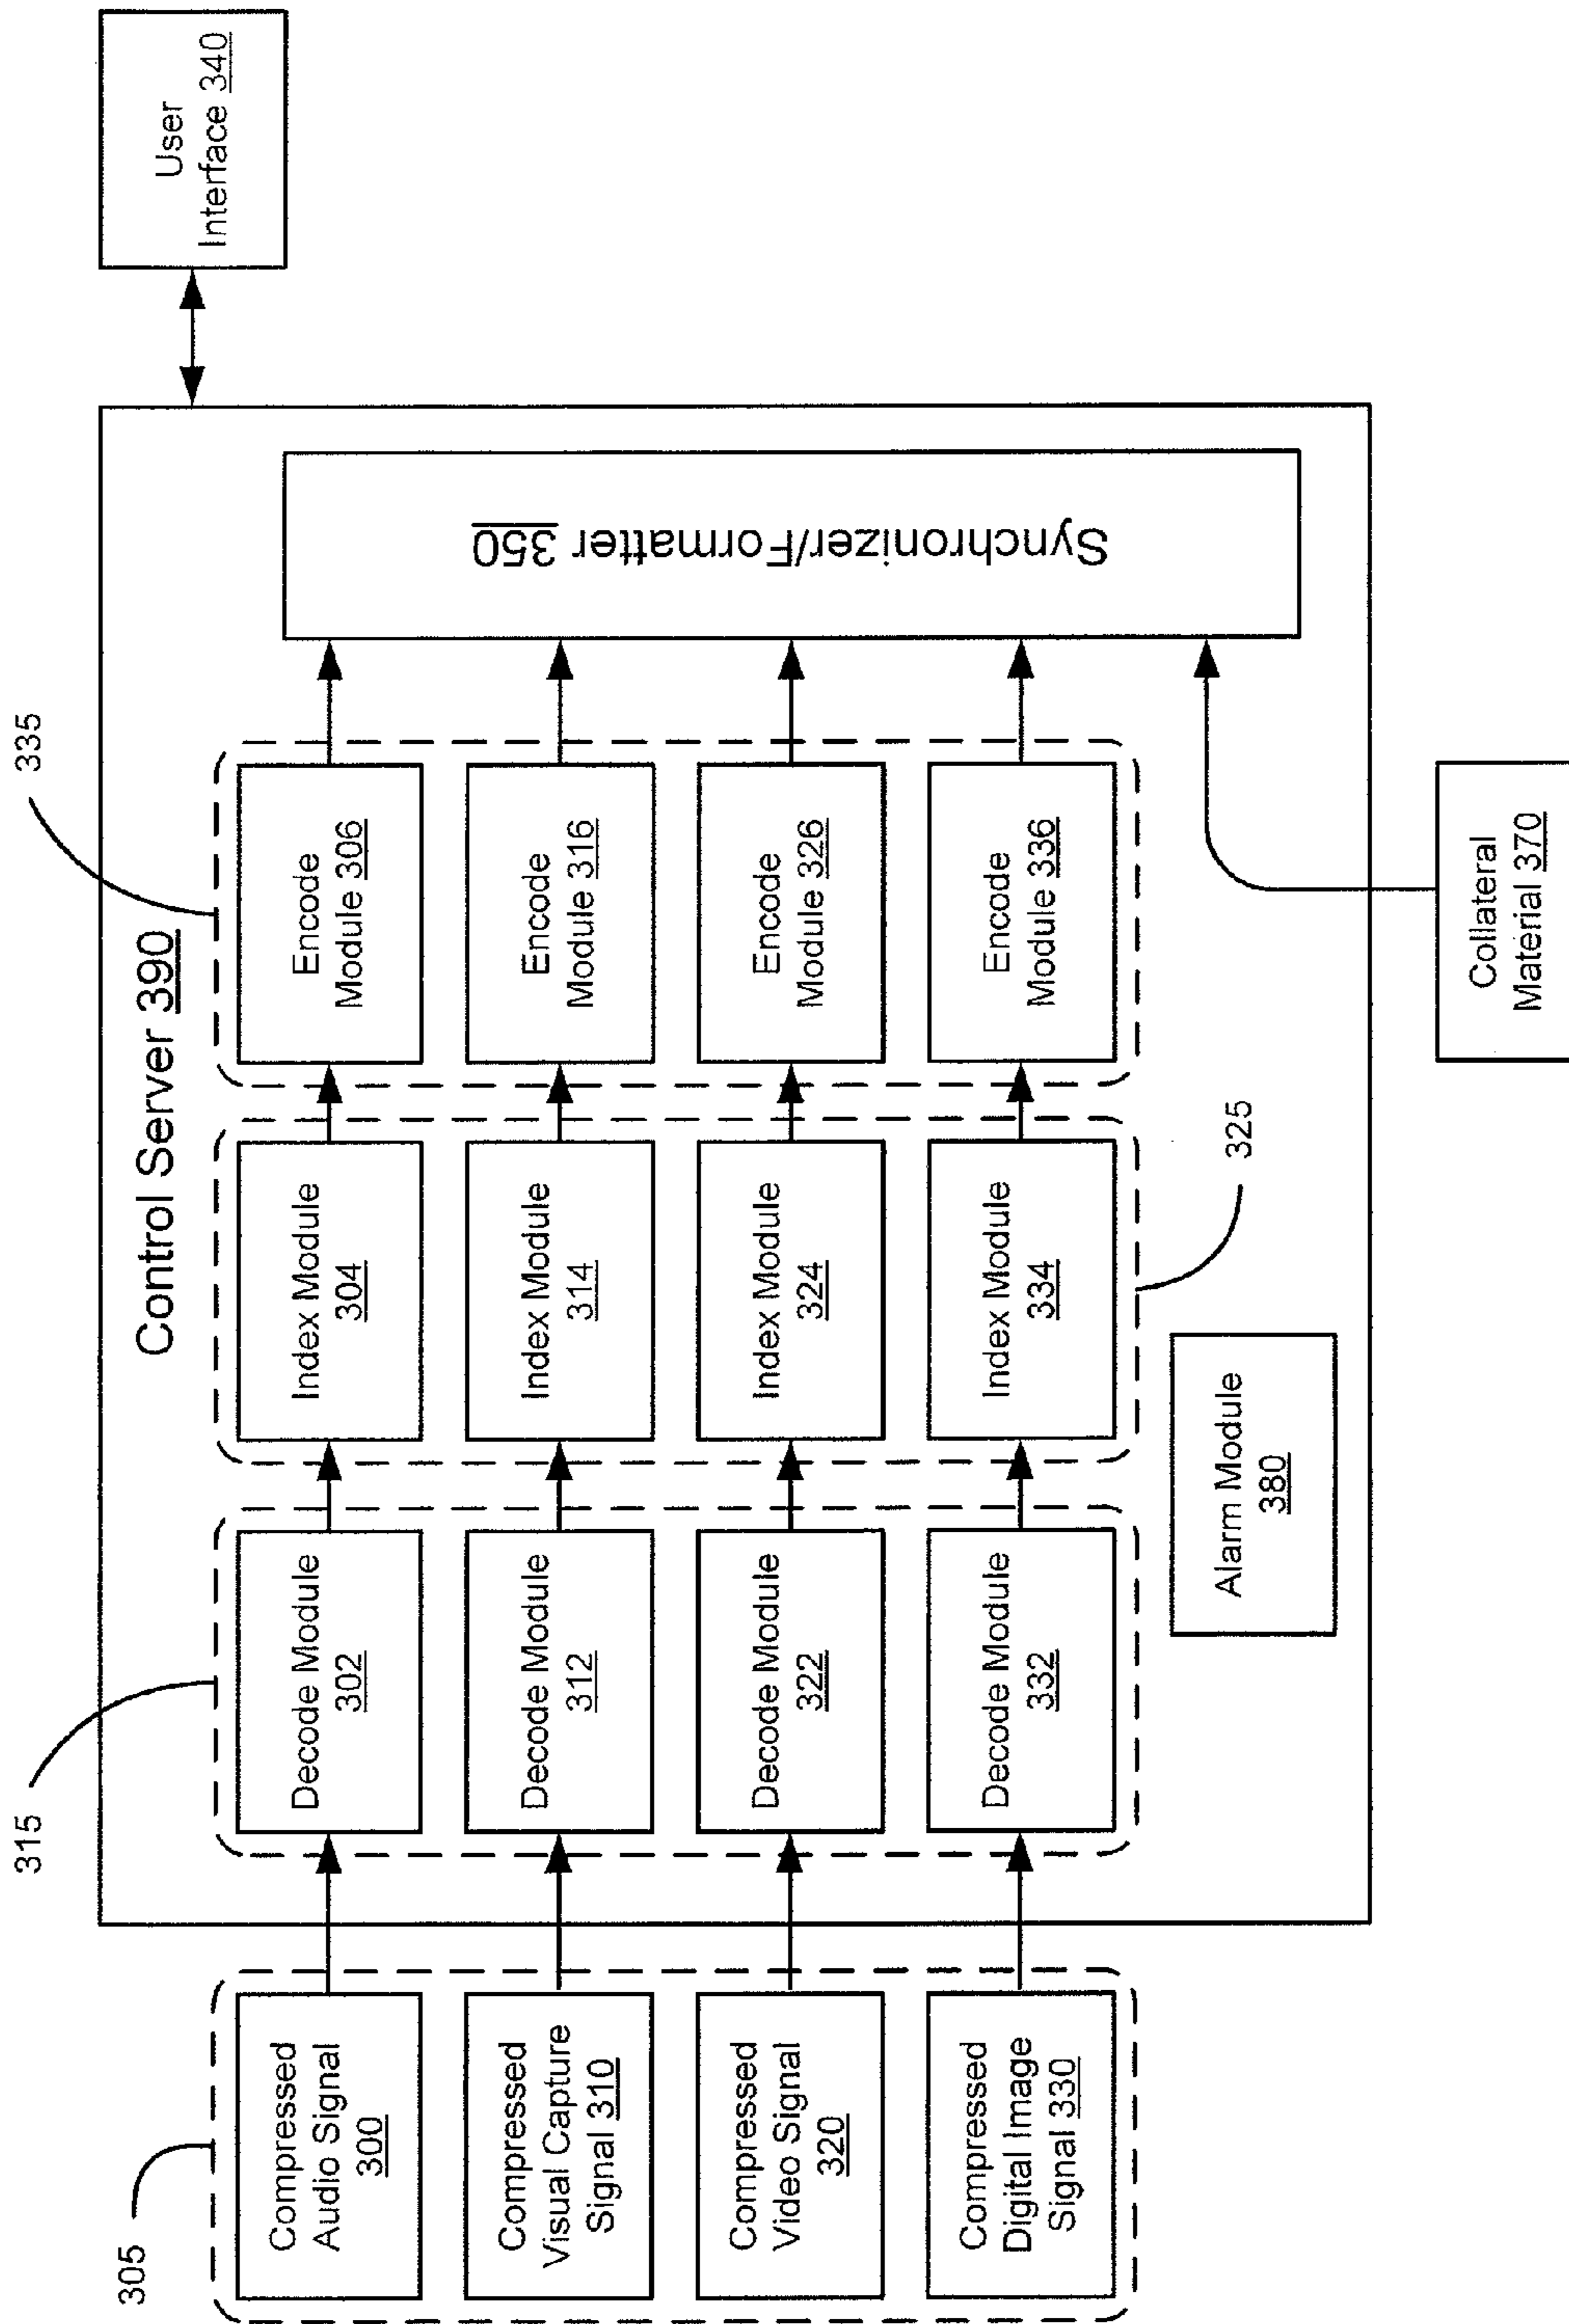 305
Compressed
Audio Signal
300
Compressed
Visual Capture
Signal 310
Compressed
Video Signal
320
Compressed
Digital Image
Signal 330
Control Server 390
315
Decode Module
302
Decode Module
312
Decode Module
322
Decode Module
332
Index Module
304
Index Module
314
Index Module
324
Index Module
334
325
335
Encode
Module 306
Encode
Module 316
Encode
Module 326
Encode
Module 336
Synchronizer/Formatter 350
Alarm Module
380
Collateral
Material 370
User
Interface 340